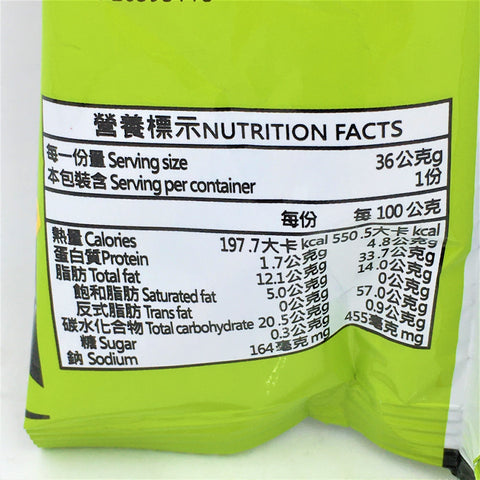 營養標示NUTRITION FACTS
每一份量 Serving size 36公克g
本包裝含 Serving per container 1份
每份 每 100 公克
熱量 Calories 197.7大卡 kcal 550.5大卡 kcal
蛋白質Protein 1.7公克g 4.8公克g
脂肪 Total fat 12.1公克g 33.7公克g
飽和脂肪 Saturated fat 5.0公克g 14.0公克g
反式脂肪 Trans fat 0公克g 0公克g
碳水化合物 Total carbohydrate 20.5公克g 57.0公克g
糖 Sugar 0.3公克g 0.9公克g
鈉 Sodium 164 毫克 mg 455毫克 mg